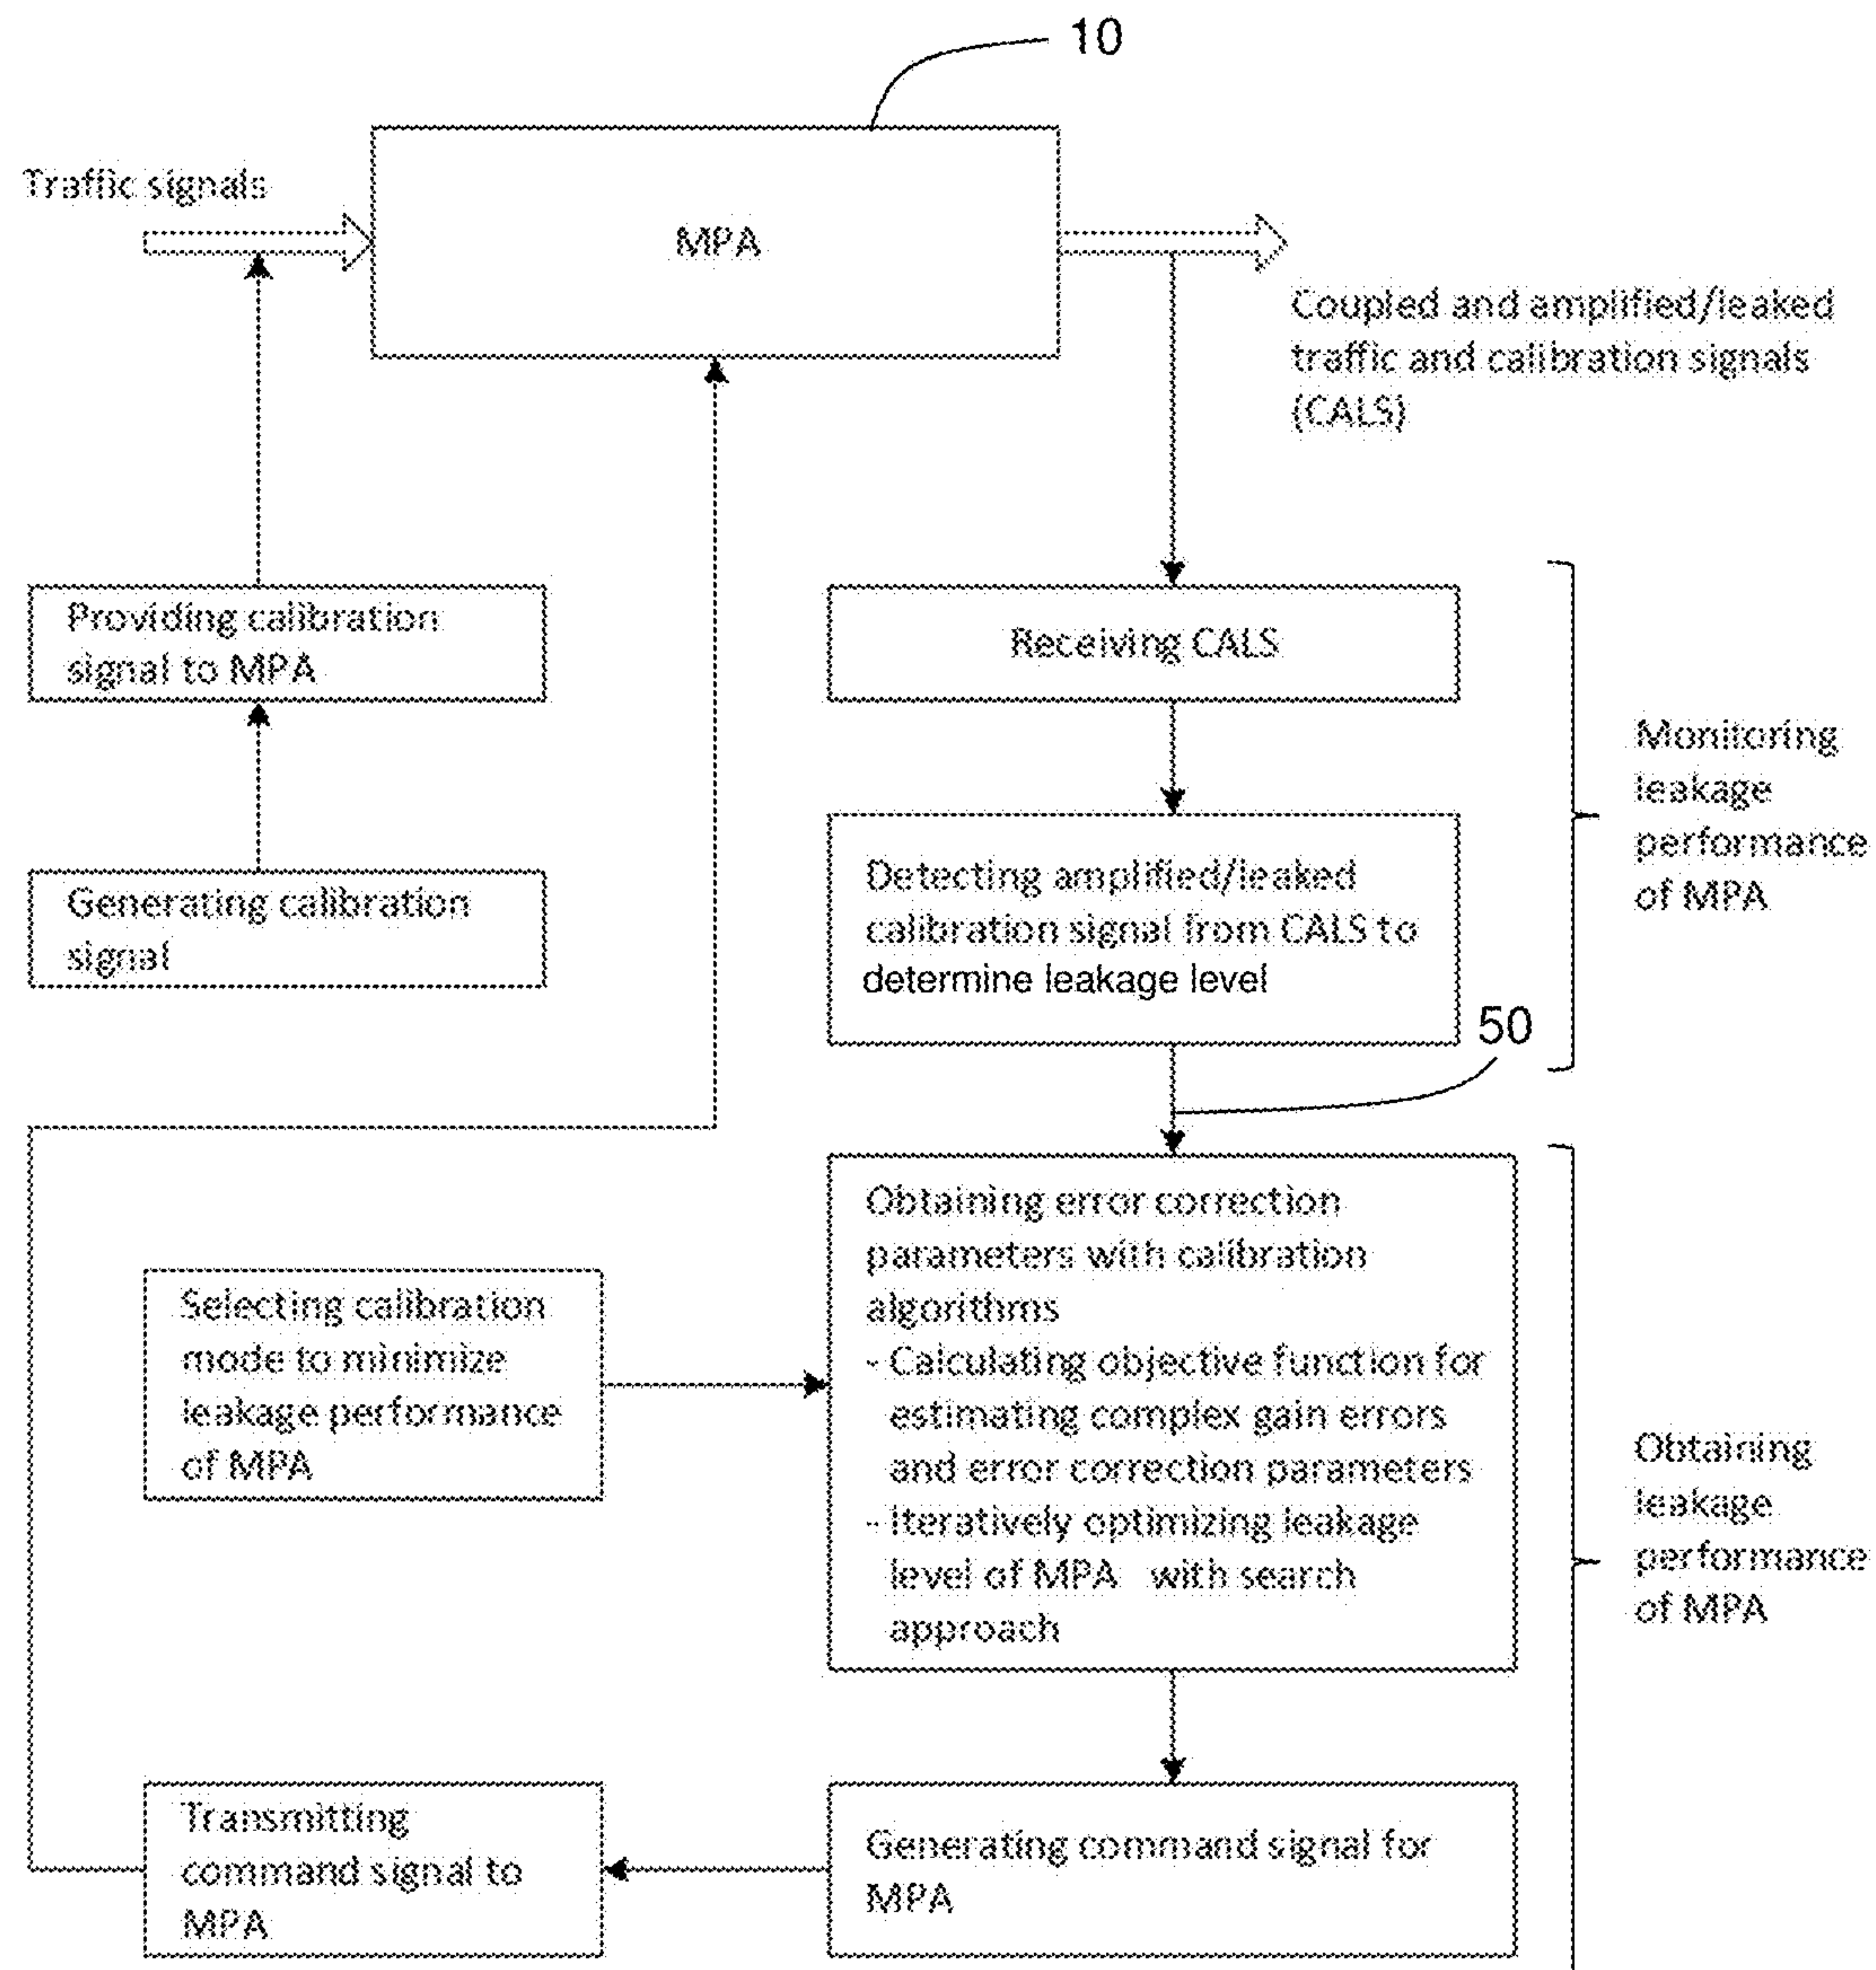 10
Traffic signals
MPA
Coupled and amplified/leaked
traffic and calibration signals
(CALS)
Providing calibration
signal to MPA
Receiving CALS
Monitoring
leakage
performance
of MPA
Generating calibration
signal
Detecting amplified/leaked
calibration signal from CALS to
determine leakage level
50
Selecting calibration
mode to minimize
leakage performance
of MPA
Obtaining error correction
parameters with calibration
algorithms
- Calculating objective function for
estimating complex gain errors
and error correction parameters
- Iteratively optimizing leakage
level of MPA with search
approach
Obtaining
leakage
performance
of MPA
Transmitting
command signal to
MPA
Generating command signal for
MPA